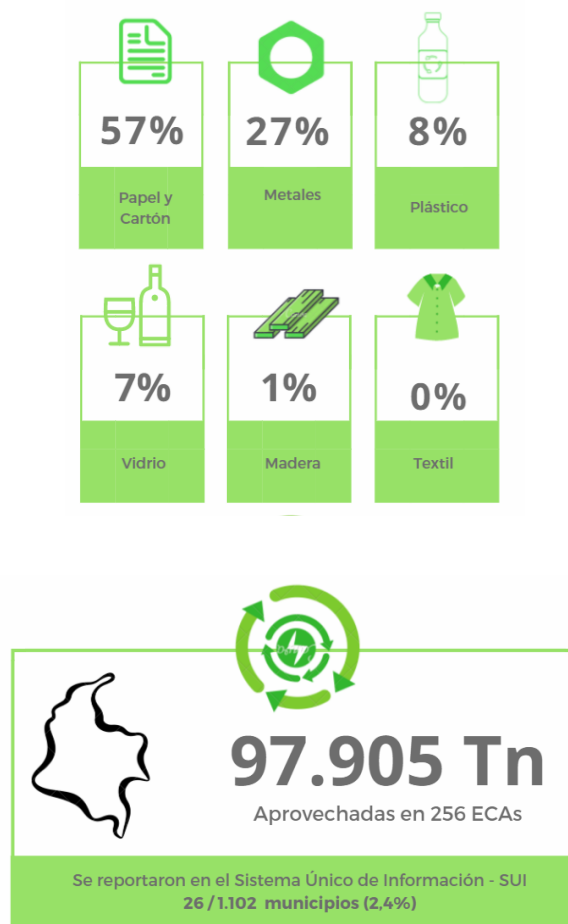 57%
27%
8%
Papel y
Cartón
Metales
Plástico
7%
1%
0%
Vidrio
Madera
Textil
97.905 Tn
Aprovechadas en 256 ECAs
Se reportaron en el Sistema Único de Información - SUI
26 / 1.102 municipios (2,4%)